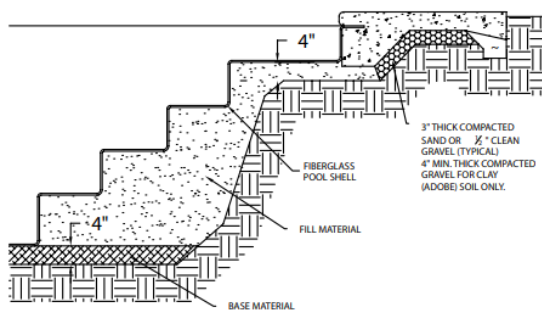 4"
3" THICK COMPACTED
SAND OR ½" CLEAN
GRAVEL (TYPICAL)
4" MIN. THICK COMPACTED
GRAVEL FOR CLAY
(ADOBE) SOIL ONLY.
FIBERGLASS
POOL SHELL
4"
FILL MATERIAL
BASE MATERIAL